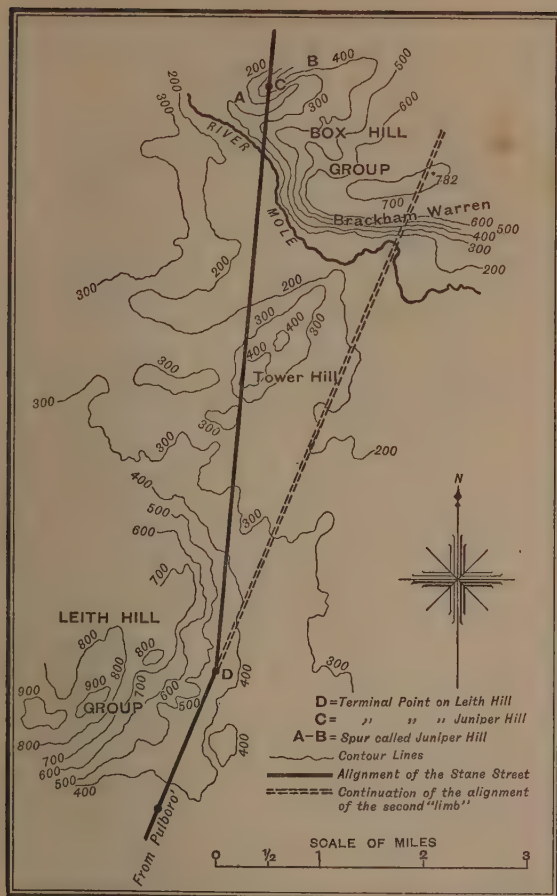 200
B
400
500
200
300
C
A
300
600
RIVER
BOX HILL
GROUP
782
MOLE
700
Brackham Warren
600
500
400
300
200
200
300
200
300
400
300
400
300
Tower Hill
300
300
300
200
400
500
600
300
700
LEITH HILL
800
800
800
D
900
700
400
300
900
600
500
GROUP
800
400
700
600
500
400
From Pulboro'
N
D=Terminal Point on Leith Hill
C= " " " Juniper Hill
A-B= Spur called Juniper Hill
Contour Lines
Alignment of the Stane Street
Continuation of the alignment
of the second "limb"
SCALE OF MILES
0 ½ 1 2 3